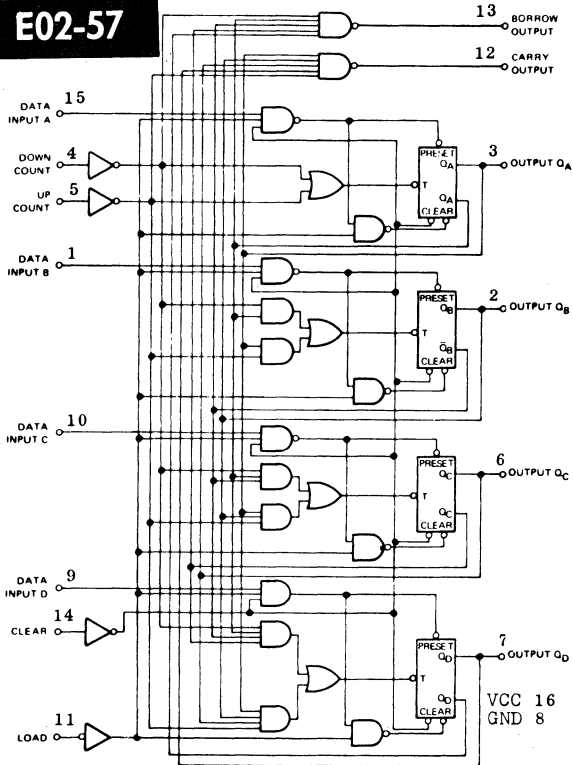 E02-57
13 BORROW
OUTPUT
12 CARRY
OUTPUT
DATA 15
INPUT A
DOWN 4
COUNT
UP 5
COUNT
PRESET
QA
T
QA
CLEAR
3 OUTPUT QA
DATA 1
INPUT B
PRESET
QB
T
Q̅B
CLEAR
2 OUTPUT QB
DATA 10
INPUT C
PRESET
QC
T
QC
CLEAR
6 OUTPUT QC
DATA 9
INPUT D
14
CLEAR
PRESET
QD
T
QD
CLEAR
7 OUTPUT QD
VCC 16
GND 8
11
LOAD